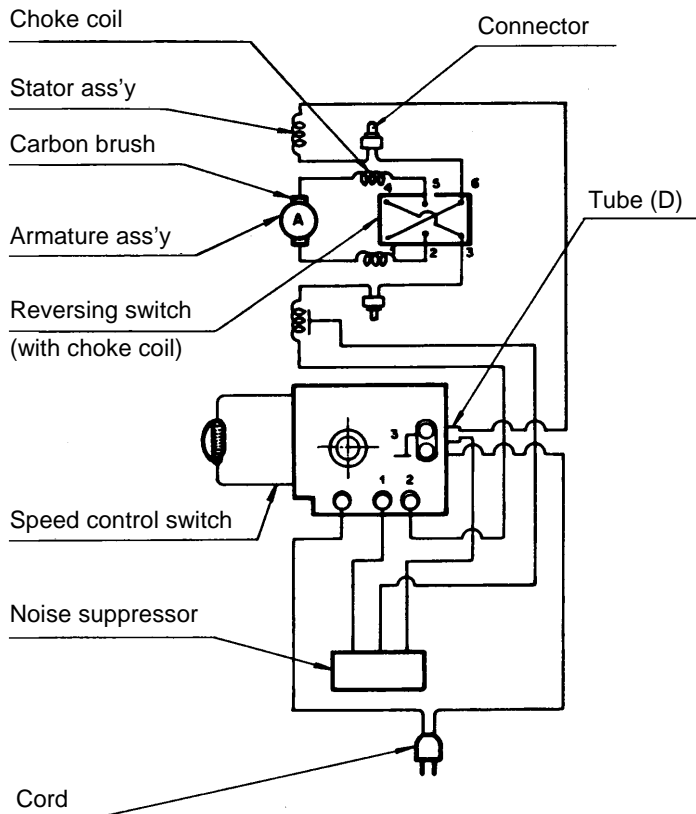 Choke coil
Connector
Stator ass'y
Carbon brush
4 5 6
Tube (D)
A
Armature ass'y
1 2 3
Reversing switch
(with choke coil)
3
1 2
Speed control switch
Noise suppressor
Cord